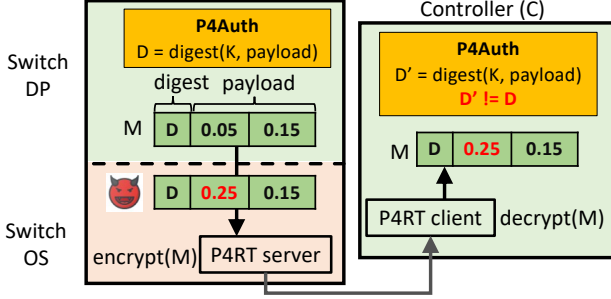 Switch
DP
P4Auth
D = digest(K, payload)
digest payload
M D 0.05 0.15
D 0.25 0.15
Switch
OS
encrypt(M) P4RT server
Controller (C)
P4Auth
D’ = digest(K, payload)
D’ != D
M D 0.25 0.15
P4RT client decrypt(M)